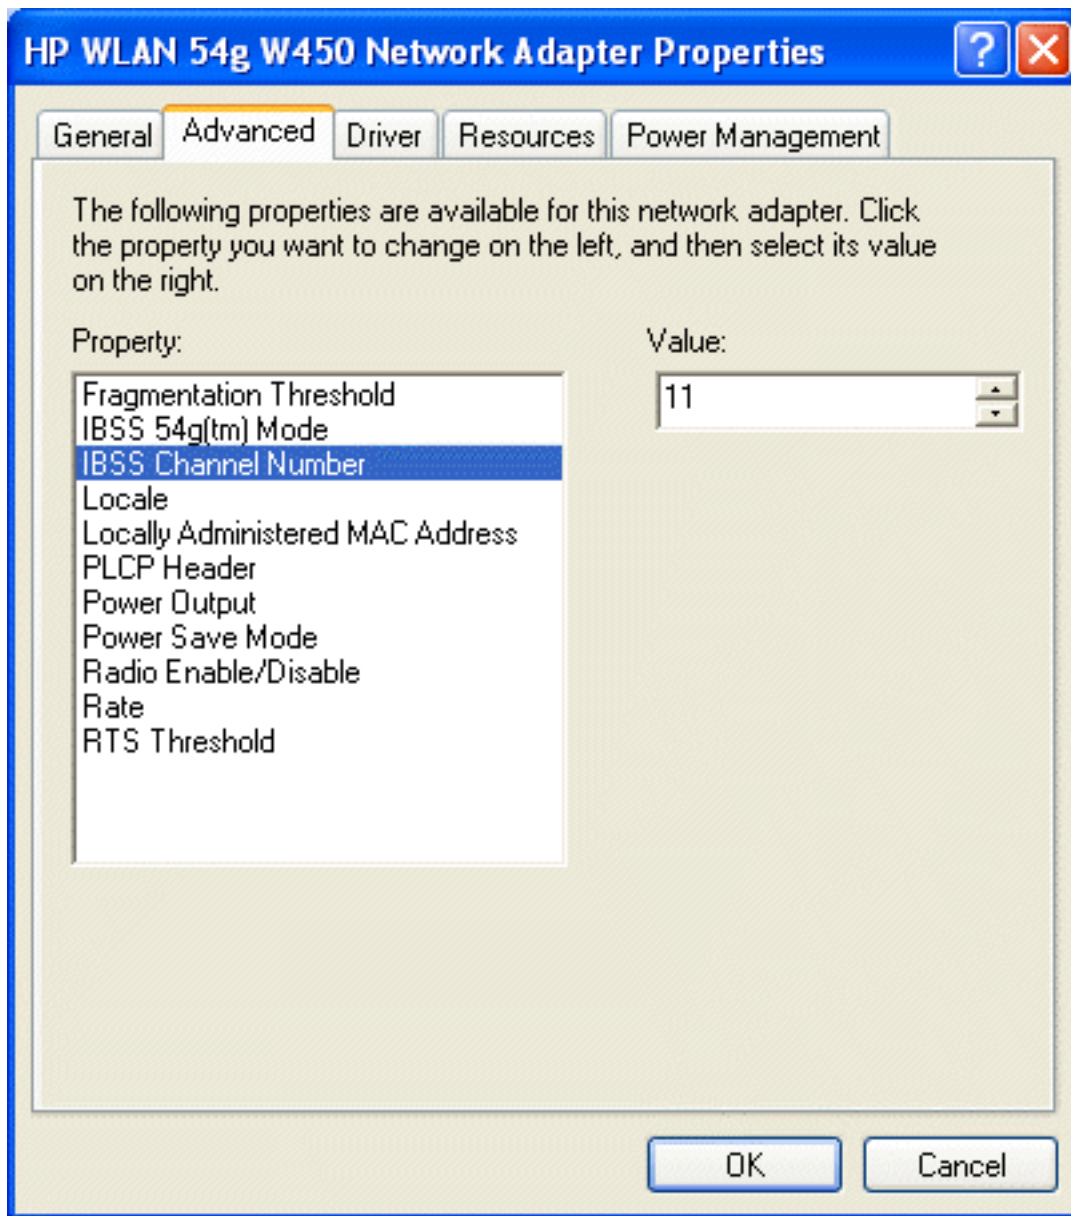 HP WLAN 54g W450 Network Adapter Properties
General Advanced Driver Resources Power Management
The following properties are available for this network adapter. Click
the property you want to change on the left, and then select its value
on the right.
Property:
Value:
Fragmentation Threshold
IBSS 54g(tm) Mode
IBSS Channel Number
Locale
Locally Administered MAC Address
PLCP Header
Power Output
Power Save Mode
Radio Enable/Disable
Rate
RTS Threshold
11
OK
Cancel